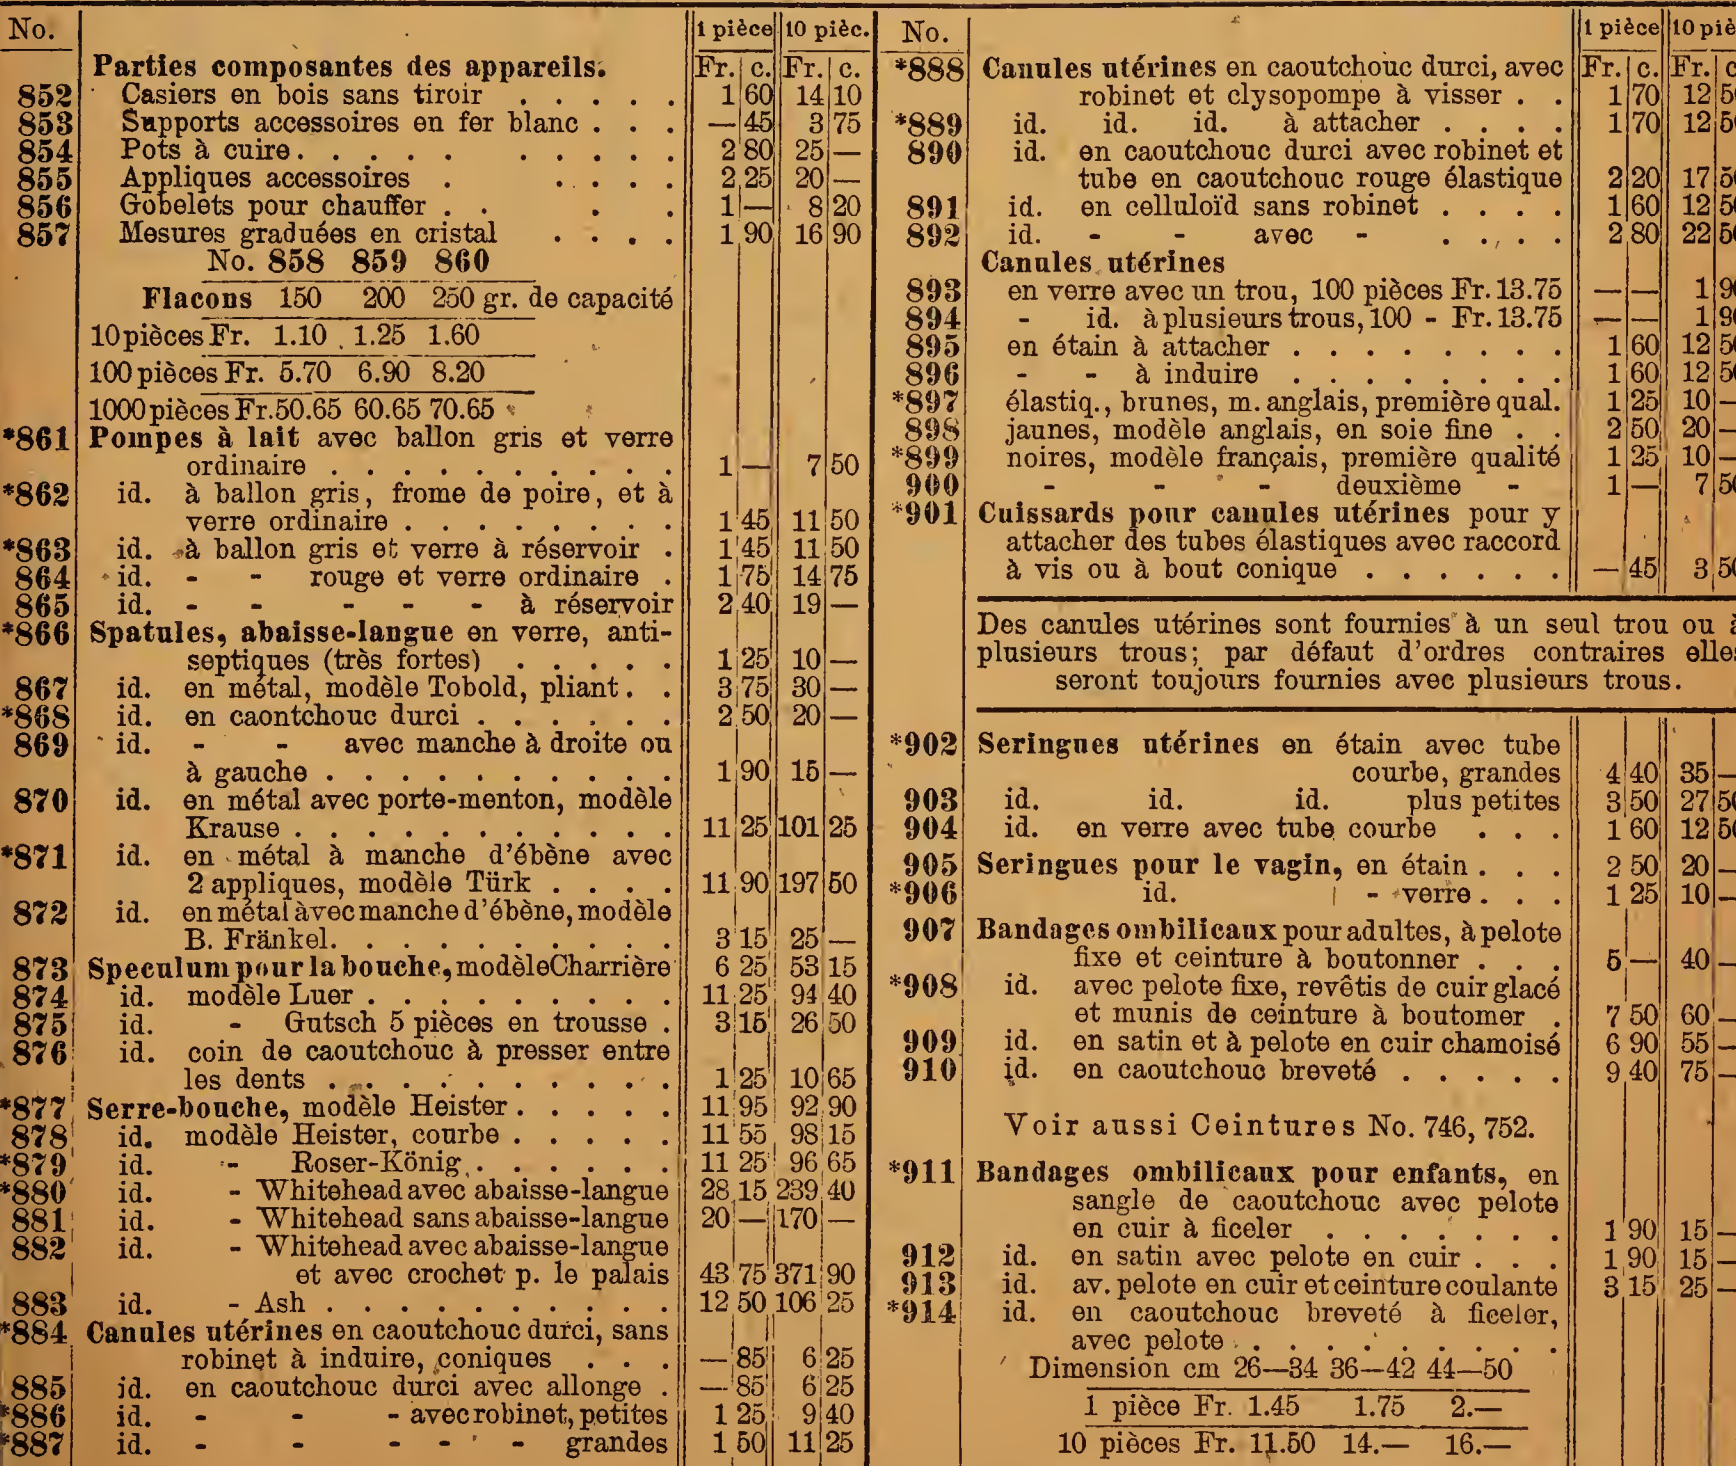 No. 1 pièce 10 pièc.
Parties composantes des appareils. Fr. c. Fr. c.
852 Casiers en bois sans tiroir . . . . . 1 60 14 10
853 Supports accessoires en fer blanc . . . — 45 3 75
854 Pots à cuire. . . . . . . . . . 2 80 25 —
855 Appliques accessoires . . . . . 2 25 20 —
856 Gobelets pour chauffer . . . . 1 — 8 20
857 Mesures graduées en cristal . . . . 1 90 16 90
No. 858 859 860
Flacons 150 200 250 gr. de capacité
10 pièces Fr. 1.10 1.25 1.60
100 pièces Fr. 5.70 6.90 8.20
1000 pièces Fr. 50.65 60.65 70.65
*861 Pompes à lait avec ballon gris et verre
ordinaire . . . . . . . . . . 1 — 7 50
*862 id. à ballon gris, frome de poire, et à
verre ordinaire . . . . . . . . 1 45 11 50
*863 id. à ballon gris et verre à réservoir . 1 45 11 50
864 id. - - rouge et verre ordinaire . 1 75 14 75
865 id. - - - - - à réservoir 2 40 19 —
*866 Spatules, abaisse-langue en verre, anti-
septiques (très fortes) . . . . . 1 25 10 —
867 id. en métal, modèle Tobold, pliant. . 3 75 30 —
*868 id. en caontchouc durci . . . . . . 2 50 20 —
869 id. - - avec manche à droite ou
à gauche . . . . . . . . . . 1 90 15 —
870 id. en métal avec porte-menton, modèle
Krause . . . . . . . . . . . 11 25 101 25
*871 id. en métal à manche d'ébène avec
2 appliques, modèle Türk . . . . 11 90 197 50
872 id. en métal àvec manche d'ébène, modèle
B. Fränkel. . . . . . . . . . 3 15 25 —
873 Speculum pour la bouche, modèle Charrière 6 25 53 15
874 id. modèle Luer . . . . . . . . . 11 25 94 40
875 id. - Gutsch 5 pièces en trousse . 3 15 26 50
876 id. coin de caoutchouc à presser entre
les dents . . . . . . . . . . 1 25 10 65
*877 Serre-bouche, modèle Heister . . . . . 11 95 92 90
878 id. modèle Heister, courbe . . . . . 11 55 98 15
*879 id. - Roser-König . . . . . . 11 25 96 65
*880 id. - Whitehead avec abaisse-langue 28 15 239 40
881 id. - Whitehead sans abaisse-langue 20 — 170 —
882 id. - Whitehead avec abaisse-langue
et avec crochet p. le palais 43 75 371 90
883 id. - Ash . . . . . . . . . . 12 50 106 25
*884 Canules utérines en caoutchouc durci, sans
robinet à induire, coniques . . . — 85 6 25
885 id. en caoutchouc durci avec allonge . — 85 6 25
*886 id. - - - avec robinet, petites 1 25 9 40
*887 id. - - - - - grandes 1 50 11 25
No. 1 pièce 10 piè
*888 Canules utérines en caoutchouc durci, avec Fr. c. Fr. c
robinet et clysopompe à visser . . 1 70 12 5
*889 id. id. id. à attacher . . . . 1 70 12 5
890 id. en caoutchouc durci avec robinet et
tube en caoutchouc rouge élastique 2 20 17 5
891 id. en celluloïd sans robinet . . . . 1 60 12 5
892 id. - - avec - . . . . 2 80 22 5
Canules utérines
893 en verre avec un trou, 100 pièces Fr. 13.75 — — 1 9
894 - id. à plusieurs trous, 100 - Fr. 13.75 — — 1 9
895 en étain à attacher . . . . . . . . 1 60 12 5
896 - - à induire . . . . . . . . 1 60 12 5
*897 élastiq., brunes, m. anglais, première qual. 1 25 10 —
898 jaunes, modèle anglais, en soie fine . . 2 50 20 —
*899 noires, modèle français, première qualité 1 25 10 —
900 - - - deuxième - 1 — 7 5
*901 Cuissards pour canules utérines pour y
attacher des tubes élastiques avec raccord
à vis ou à bout conique . . . . . . — 45 3 5
Des canules utérines sont fournies à un seul trou ou à
plusieurs trous; par défaut d'ordres contraires elles
seront toujours fournies avec plusieurs trous.
*902 Seringues utérines en étain avec tube
courbe, grandes 4 40 35 —
903 id. id. id. plus petites 3 50 27 5
904 id. en verre avec tube courbe . . . 1 60 12 5
905 Seringues pour le vagin, en étain . . . 2 50 20 —
*906 id. - verre . . . 1 25 10 —
907 Bandages ombilicaux pour adultes, à pelote
fixe et ceinture à boutonner . . . 5 — 40 —
*908 id. avec pelote fixe, revêtis de cuir glacé
et munis de ceinture à boutomer . 7 50 60 —
909 id. en satin et à pelote en cuir chamoisé 6 90 55 —
910 id. en caoutchouc breveté . . . . . 9 40 75 —
Voir aussi Ceintures No. 746, 752.
*911 Bandages ombilicaux pour enfants, en
sangle de caoutchouc avec pelote
en cuir à ficeler . . . . . . . 1 90 15 —
912 id. en satin avec pelote en cuir . . . 1 90 15 —
913 id. av. pelote en cuir et ceinture coulante 3 15 25 —
*914 id. en caoutchouc breveté à ficeler,
avec pelote . . . . . . . . .
Dimension cm 26—34 36—42 44—50
1 pièce Fr. 1.45 1.75 2.—
10 pièces Fr. 11.50 14.— 16.—